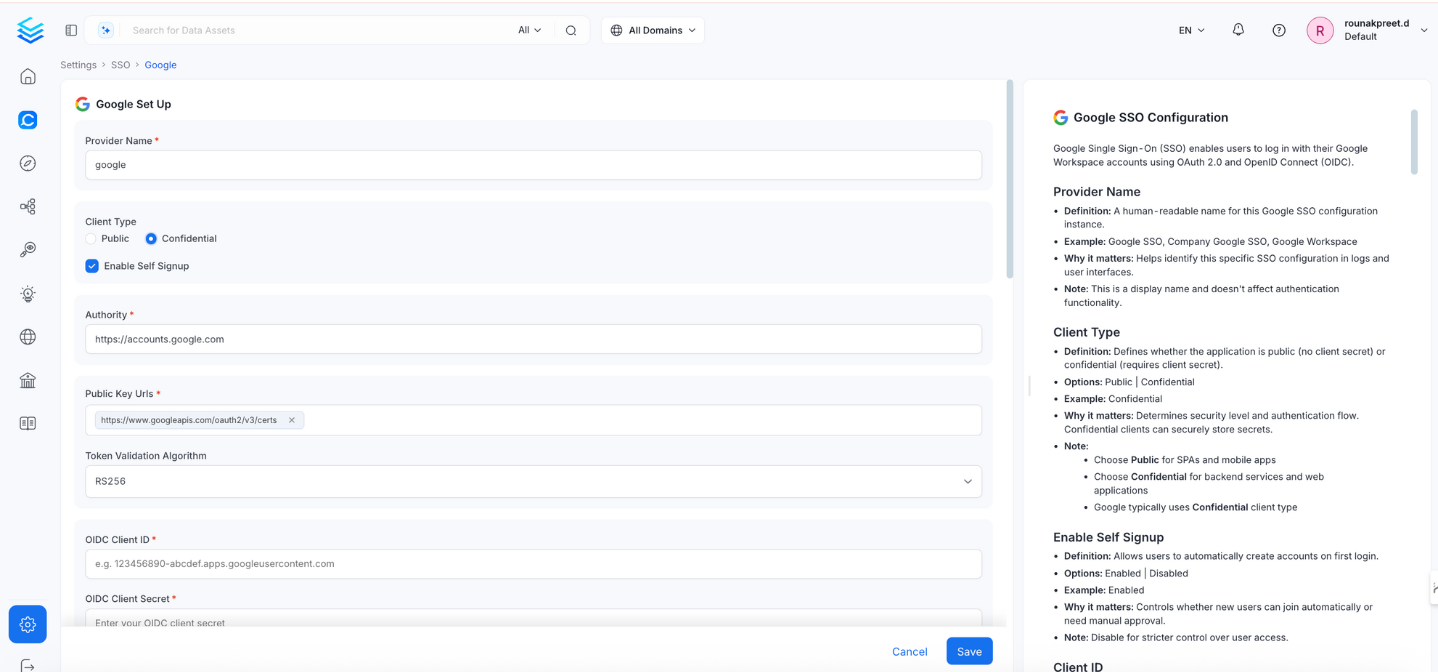 Search for Data Assets
All
All Domains
EN
R
rounakpreet.d
Default
Settings > SSO > Google
Google Set Up
Provider Name *
google
Client Type
Public
Confidential
Enable Self Signup
Authority *
https://accounts.google.com
Public Key Urls *
https://www.googleapis.com/oauth2/v3/certs
Token Validation Algorithm
RS256
OIDC Client ID *
e.g. 123456890-abcdef.apps.googleusercontent.com
OIDC Client Secret *
Enter your OIDC client secret
Cancel
Save
Google SSO Configuration
Google Single Sign-On (SSO) enables users to log in with their Google
Workspace accounts using OAuth 2.0 and OpenID Connect (OIDC).
Provider Name
• Definition: A human-readable name for this Google SSO configuration
instance.
• Example: Google SSO, Company Google SSO, Google Workspace
• Why it matters: Helps identify this specific SSO configuration in logs and
user interfaces.
• Note: This is a display name and doesn't affect authentication
functionality.
Client Type
• Definition: Defines whether the application is public (no client secret) or
confidential (requires client secret).
• Options: Public | Confidential
• Example: Confidential
• Why it matters: Determines security level and authentication flow.
Confidential clients can securely store secrets.
• Note:
• Choose Public for SPAs and mobile apps
• Choose Confidential for backend services and web
applications
• Google typically uses Confidential client type
Enable Self Signup
• Definition: Allows users to automatically create accounts on first login.
• Options: Enabled | Disabled
• Example: Enabled
• Why it matters: Controls whether new users can join automatically or
need manual approval.
• Note: Disable for stricter control over user access.
Client ID